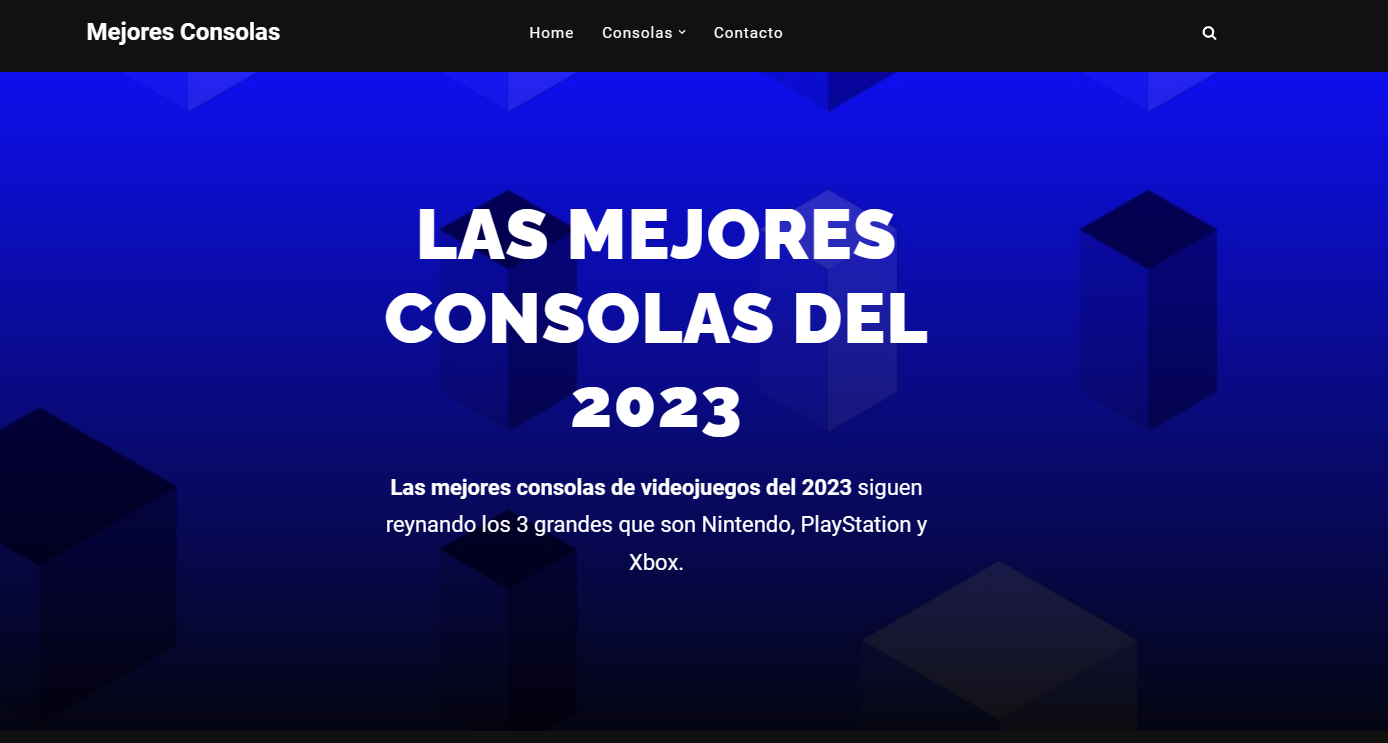 Mejores Consolas
Home Consolas Contacto
LAS MEJORES
CONSOLAS DEL
2023
Las mejores consolas de videojuegos del 2023 siguen
reynando los 3 grandes que son Nintendo, PlayStation y
Xbox.